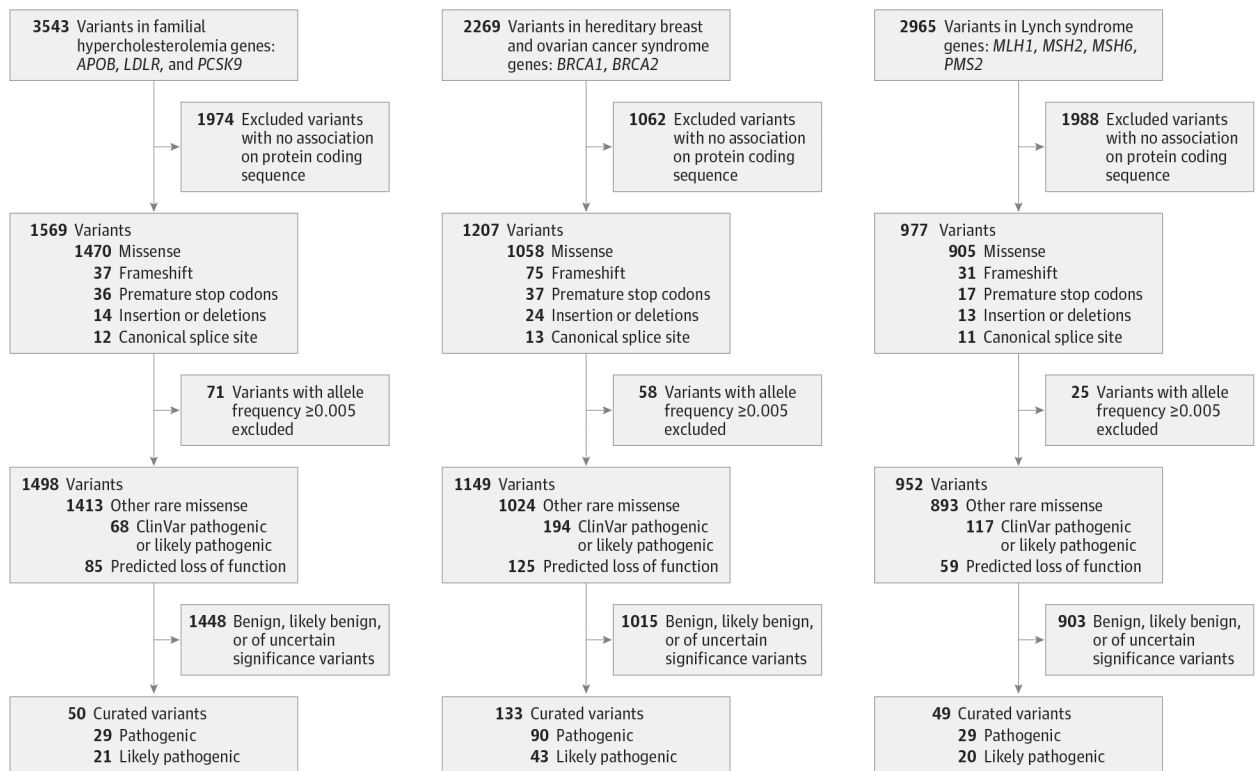 3543 Variants in familial
hypercholesterolemia genes:
APOB, LDLR, and PCSK9
1974 Excluded variants
with no association
on protein coding
sequence
1569 Variants
1470 Missense
37 Frameshift
36 Premature stop codons
14 Insertion or deletions
12 Canonical splice site
71 Variants with allele
frequency ≥0.005
excluded
1498 Variants
1413 Other rare missense
68 ClinVar pathogenic
or likely pathogenic
85 Predicted loss of function
1448 Benign, likely benign,
or of uncertain
significance variants
50 Curated variants
29 Pathogenic
21 Likely pathogenic
2269 Variants in hereditary breast
and ovarian cancer syndrome
genes: BRCA1, BRCA2
1062 Excluded variants
with no association
on protein coding
sequence
1207 Variants
1058 Missense
75 Frameshift
37 Premature stop codons
24 Insertion or deletions
13 Canonical splice site
58 Variants with allele
frequency ≥0.005
excluded
1149 Variants
1024 Other rare missense
194 ClinVar pathogenic
or likely pathogenic
125 Predicted loss of function
1015 Benign, likely benign,
or of uncertain
significance variants
133 Curated variants
90 Pathogenic
43 Likely pathogenic
2965 Variants in Lynch syndrome
genes: MLH1, MSH2, MSH6,
PMS2
1988 Excluded variants
with no association
on protein coding
sequence
977 Variants
905 Missense
31 Frameshift
17 Premature stop codons
13 Insertion or deletions
11 Canonical splice site
25 Variants with allele
frequency ≥0.005
excluded
952 Variants
893 Other rare missense
117 ClinVar pathogenic
or likely pathogenic
59 Predicted loss of function
903 Benign, likely benign,
or of uncertain
significance variants
49 Curated variants
29 Pathogenic
20 Likely pathogenic